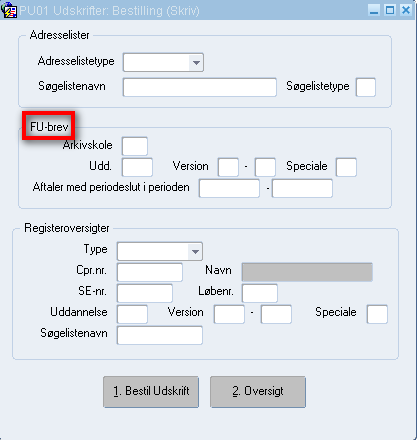 PU01 Udskrifter: Bestilling (Skriv)
Adresselister
Adresselistetype
Søgelistenavn Søgelistetype
FU-brev
Arkivskole
Udd. Version - Speciale
Aftaler med periodeslut i perioden -
Registeroversigter
Type
Cpr.nr. Navn
SE-nr. Løbenr.
Uddannelse Version - Speciale
Søgelistenavn
1. Bestil Udskrift 2. Oversigt